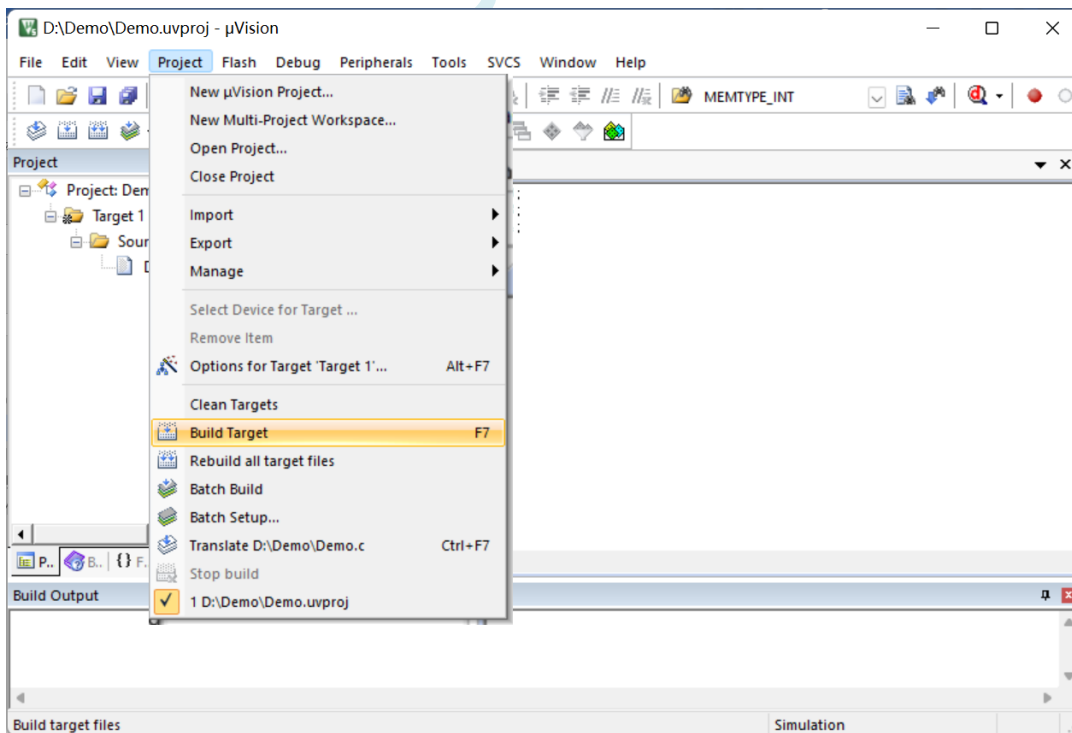 D:\Demo\Demo.uvproj - µVision
File Edit View Project Flash Debug Peripherals Tools SVCS Window Help
MEMTYPE_INT
Project
Project: Dem
Target 1
Sour
New µVision Project...
New Multi-Project Workspace...
Open Project...
Close Project
Import
Export
Manage
Select Device for Target ...
Remove Item
Options for Target 'Target 1'... Alt+F7
Clean Targets
Build Target F7
Rebuild all target files
Batch Build
Batch Setup...
Translate D:\Demo\Demo.c Ctrl+F7
Stop build
1 D:\Demo\Demo.uvproj
P.. B.. {} F.
Build Output
Build target files Simulation